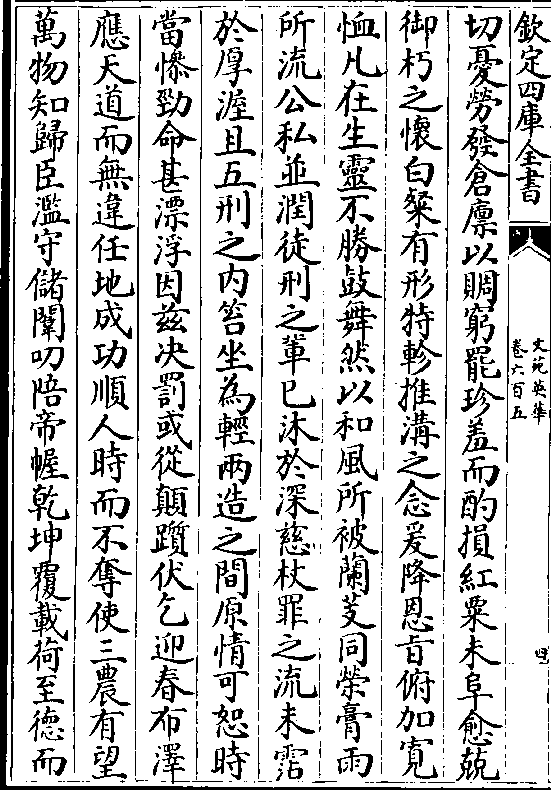 欽定四庫全書
文苑英華
卷六百五
四
切憂勞發倉廪以賙窮罷珍羞而酌損紅粟未阜愈兢
御朽之懷白粲有形特軫推溝之念爰降恩旨俯加寛
恤凡在生靈不勝鼓舞然以和風所被蘭芰同榮膏雨
所流公私並潤徒刑之輩已沐於深慈杖罪之流未霑
於厚渥且五刑之内笞坐為輕兩造之間原情可恕時
當慘勁命甚漂浮因兹决罰或從顛躓伏乞迎春布澤
應天道而無違任地成功順人時而不奪使三農有望
萬物知歸臣濫守儲闈叨陪帝幄乾坤覆載荷至德而